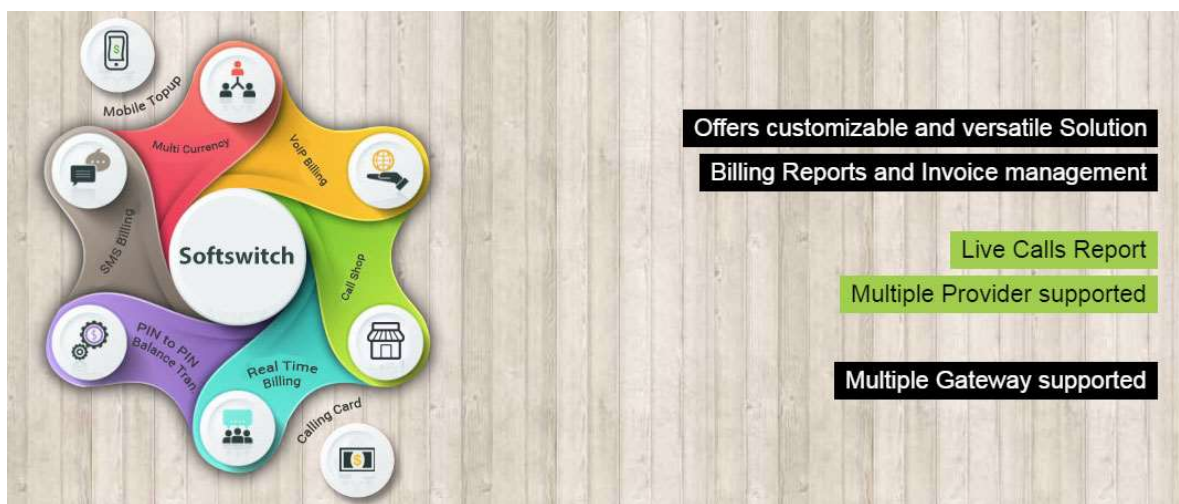 Mobile Topup
Multi Currency
VoIP Billing
SMS Billing
Softswitch
Call Shop
PIN to PIN
Balance Tran.
Real Time
Billing
Calling Card
Offers customizable and versatile Solution
Billing Reports and Invoice management
Live Calls Report
Multiple Provider supported
Multiple Gateway supported